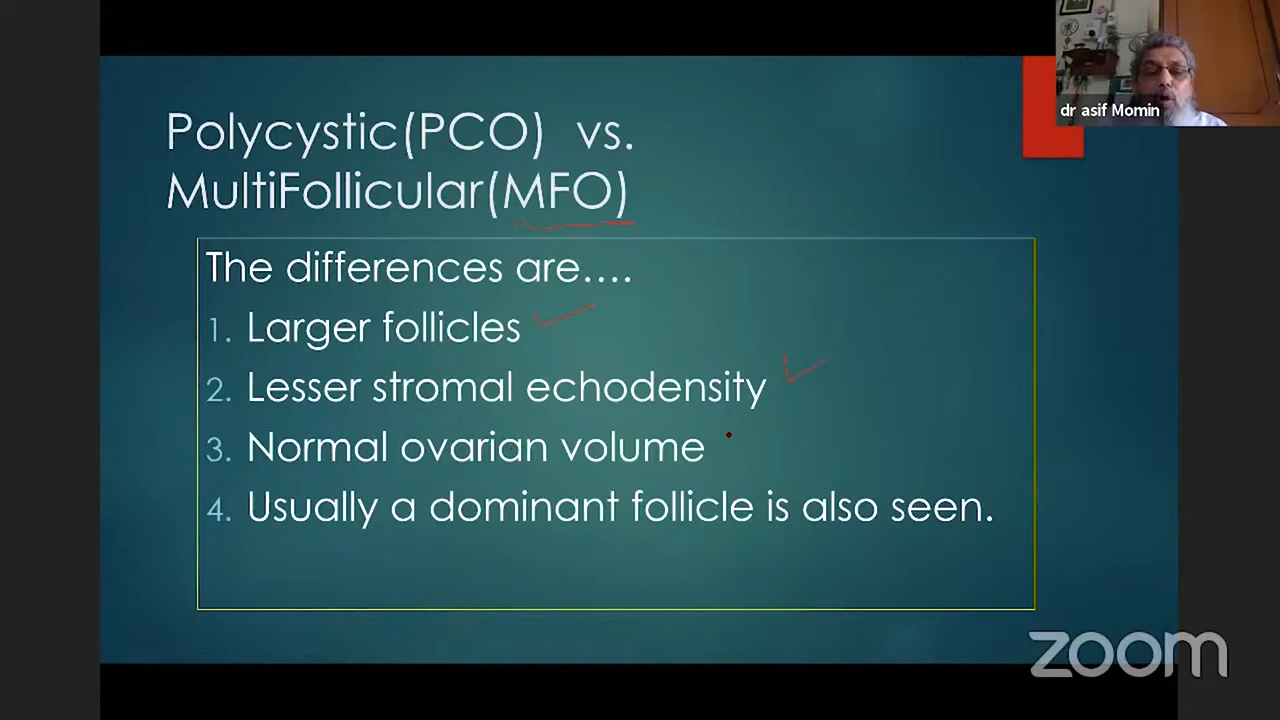 dr asif Momin
Polycystic(PCO) vs.
MultiFollicular(MFO)
The differences are....
1. Larger follicles
2. Lesser stromal echodensity
3. Normal ovarian volume
4. Usually a dominant follicle is also seen.
zoom